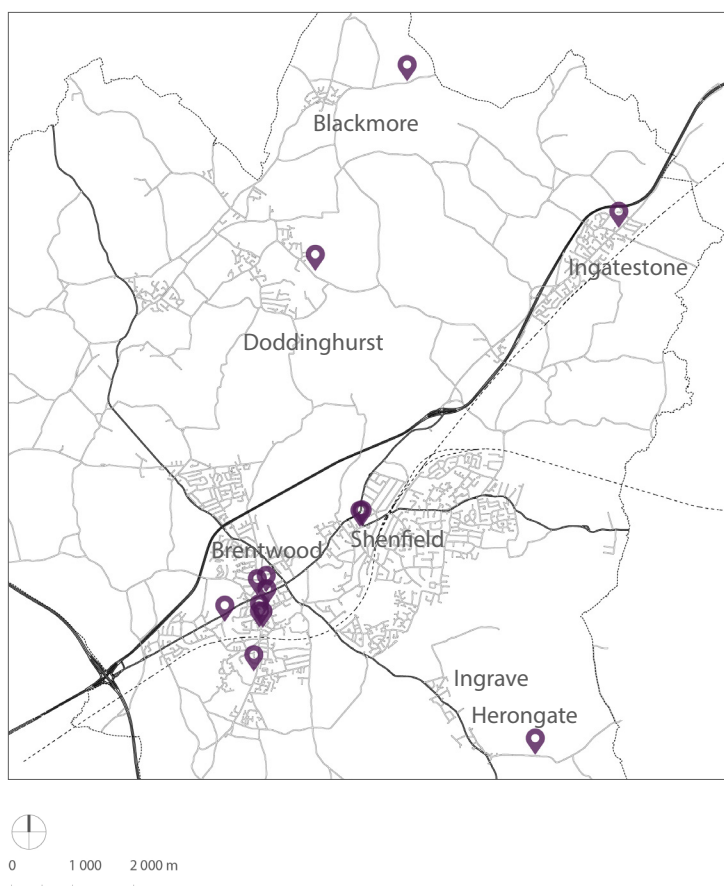 Blackmore
Ingatestone
Doddinghurst
Brentwood
Shenfield
Ingrave
Herongate
0 1 000 2 000 m